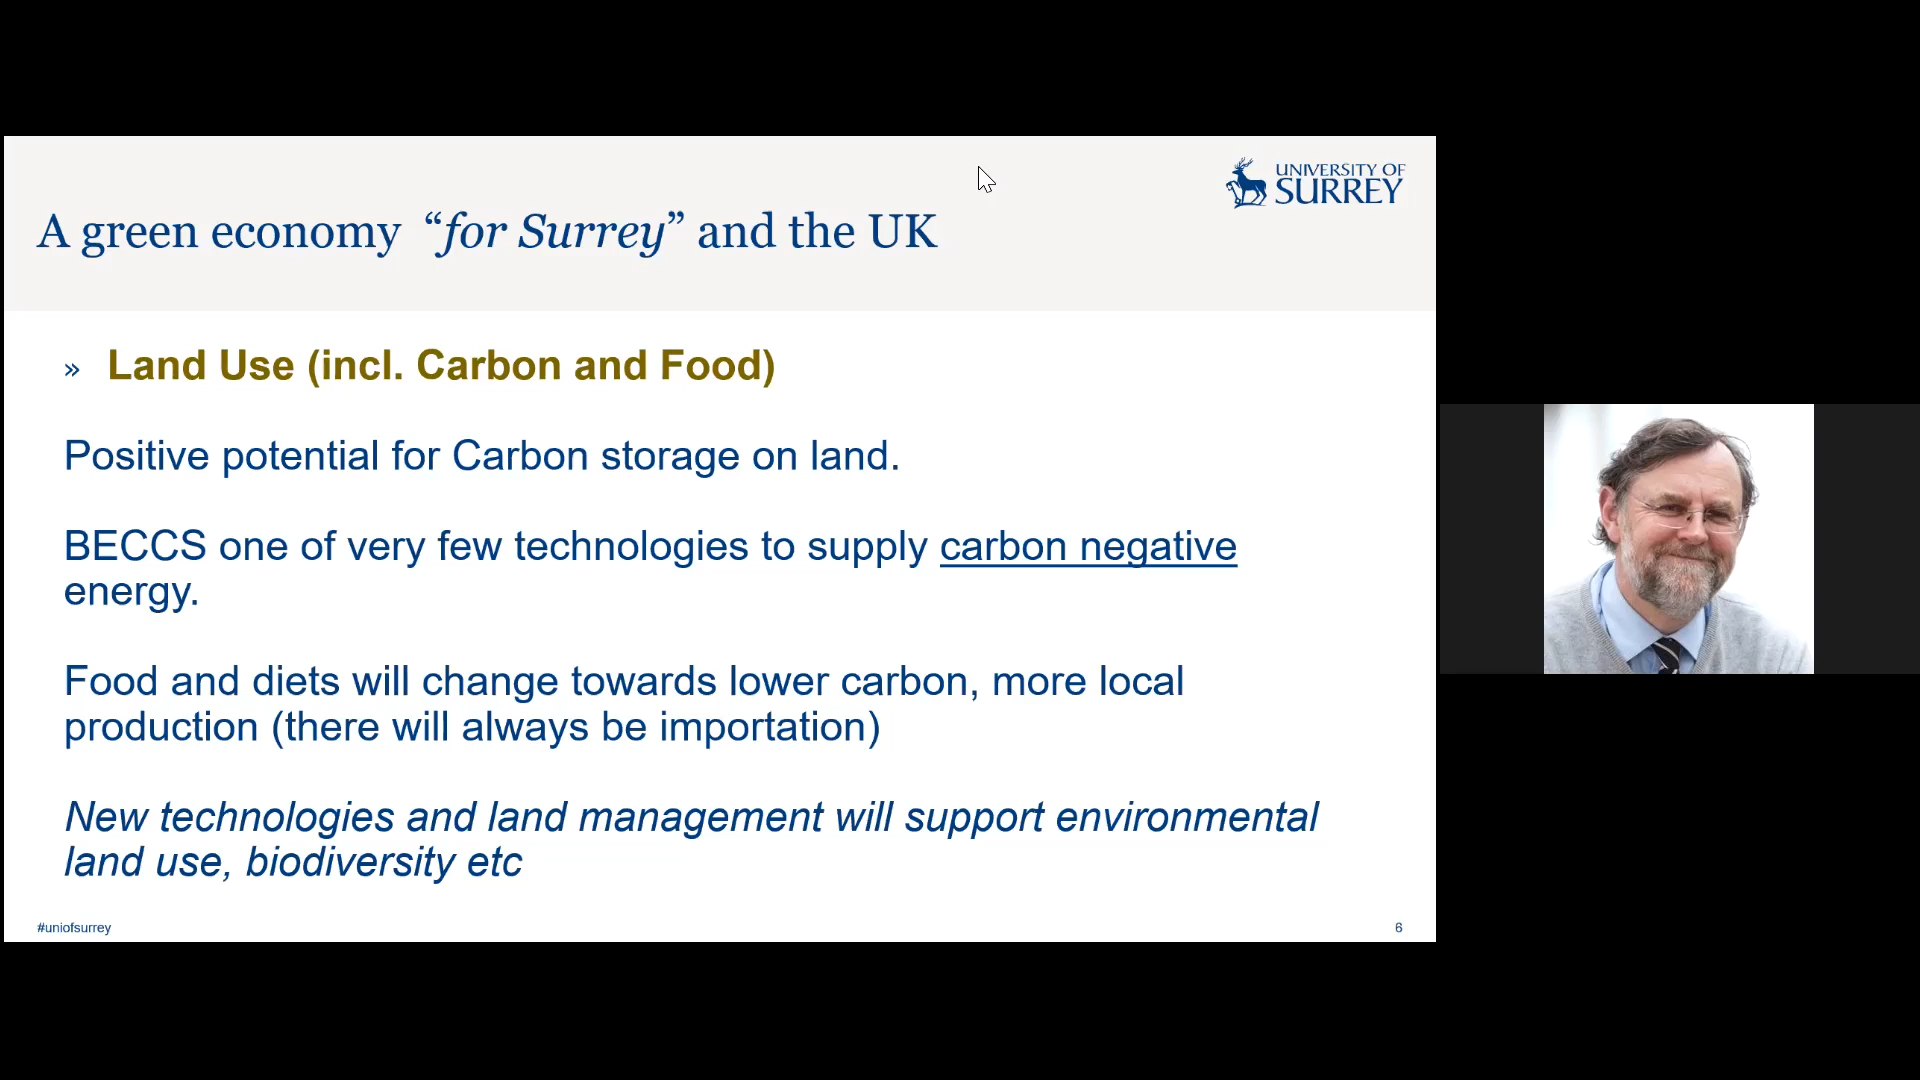 UNIVERSITY OF
SURREY
A green economy “for Surrey” and the UK
» Land Use (incl. Carbon and Food)
Positive potential for Carbon storage on land.
BECCS one of very few technologies to supply carbon negative
energy.
Food and diets will change towards lower carbon, more local
production (there will always be importation)
New technologies and land management will support environmental
land use, biodiversity etc
#uniofsurrey
6